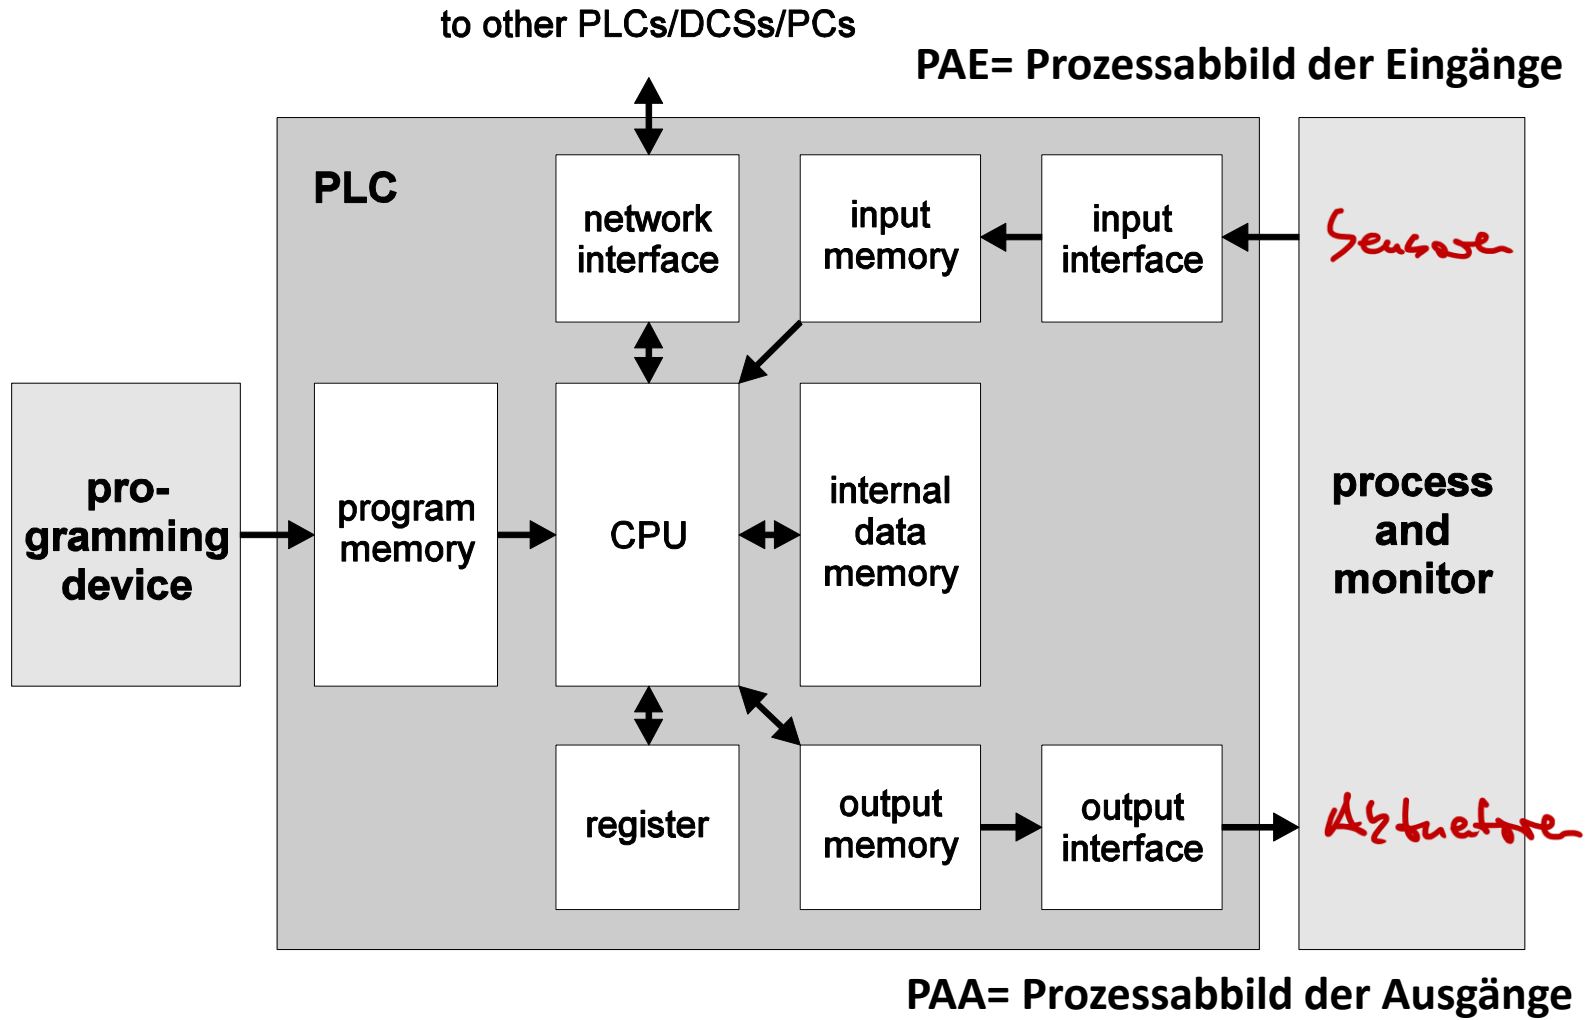 to other PLCs/DCSs/PCs
PAE= Prozessabbild der Eingänge
PLC
network
interface
input
memory
input
interface
Sensoren
pro-
gramming
device
program
memory
CPU
internal
data
memory
process
and
monitor
register
output
memory
output
interface
Aktuatoren
PAA= Prozessabbild der Ausgänge